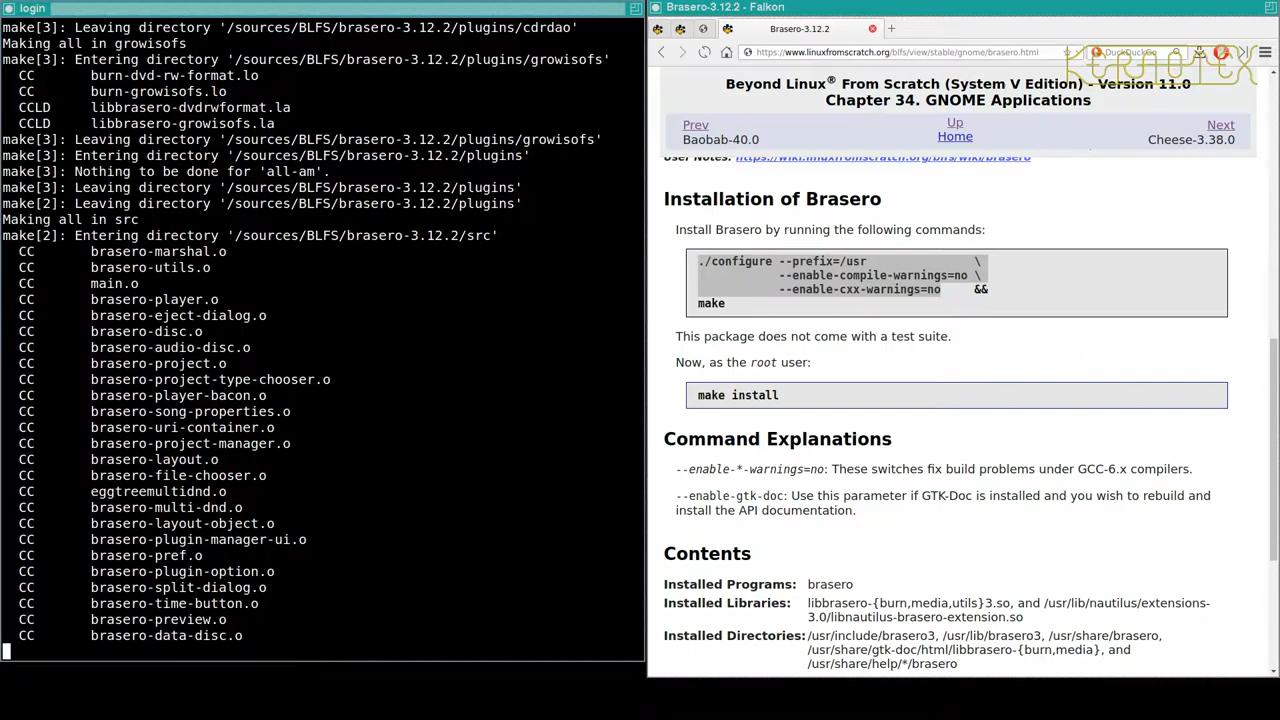 login
make[3]: Leaving directory '/sources/BLFS/brasero-3.12.2/plugins/cdrdao'
Making all in growisofs
make[3]: Entering directory '/sources/BLFS/brasero-3.12.2/plugins/growisofs'
CC burn-dvd-rw-format.lo
CC burn-growisofs.lo
CCLD libbrasero-dvdrwformat.la
CCLD libbrasero-growisofs.la
make[3]: Leaving directory '/sources/BLFS/brasero-3.12.2/plugins/growisofs'
make[3]: Entering directory '/sources/BLFS/brasero-3.12.2/plugins'
make[3]: Nothing to be done for 'all-am'.
make[3]: Leaving directory '/sources/BLFS/brasero-3.12.2/plugins'
make[2]: Leaving directory '/sources/BLFS/brasero-3.12.2/plugins'
Making all in src
make[2]: Entering directory '/sources/BLFS/brasero-3.12.2/src'
CC brasero-marshal.o
CC brasero-utils.o
CC main.o
CC brasero-player.o
CC brasero-eject-dialog.o
CC brasero-disc.o
CC brasero-audio-disc.o
CC brasero-project.o
CC brasero-project-type-chooser.o
CC brasero-player-bacon.o
CC brasero-song-properties.o
CC brasero-uri-container.o
CC brasero-project-manager.o
CC brasero-layout.o
CC brasero-file-chooser.o
CC eggtreemultidnd.o
CC brasero-multi-dnd.o
CC brasero-layout-object.o
CC brasero-plugin-manager-ui.o
CC brasero-pref.o
CC brasero-plugin-option.o
CC brasero-split-dialog.o
CC brasero-time-button.o
CC brasero-preview.o
CC brasero-data-disc.o
Brasero-3.12.2 - Falkon
Brasero-3.12.2
https://www.linuxfromscratch.org/blfs/view/stable/gnome/brasero.html
DuckDuckGo
KERNOTEX
Beyond Linux® From Scratch (System V Edition) - Version 11.0
Chapter 34. GNOME Applications
Prev Up Next
Baobab-40.0 Home Cheese-3.38.0
User Notes: https://wiki.linuxfromscratch.org/blfs/wiki/brasero
Installation of Brasero
Install Brasero by running the following commands:
./configure --prefix=/usr \
--enable-compile-warnings=no \
--enable-cxx-warnings=no &&
make
This package does not come with a test suite.
Now, as the root user:
make install
Command Explanations
--enable-*-warnings=no: These switches fix build problems under GCC-6.x compilers.
--enable-gtk-doc: Use this parameter if GTK-Doc is installed and you wish to rebuild and
install the API documentation.
Contents
Installed Programs: brasero
Installed Libraries: libbrasero-{burn,media,utils}3.so, and /usr/lib/nautilus/extensions-
3.0/libnautilus-brasero-extension.so
Installed Directories: /usr/include/brasero3, /usr/lib/brasero3, /usr/share/brasero,
/usr/share/gtk-doc/html/libbrasero-{burn,media}, and
/usr/share/help/*/brasero